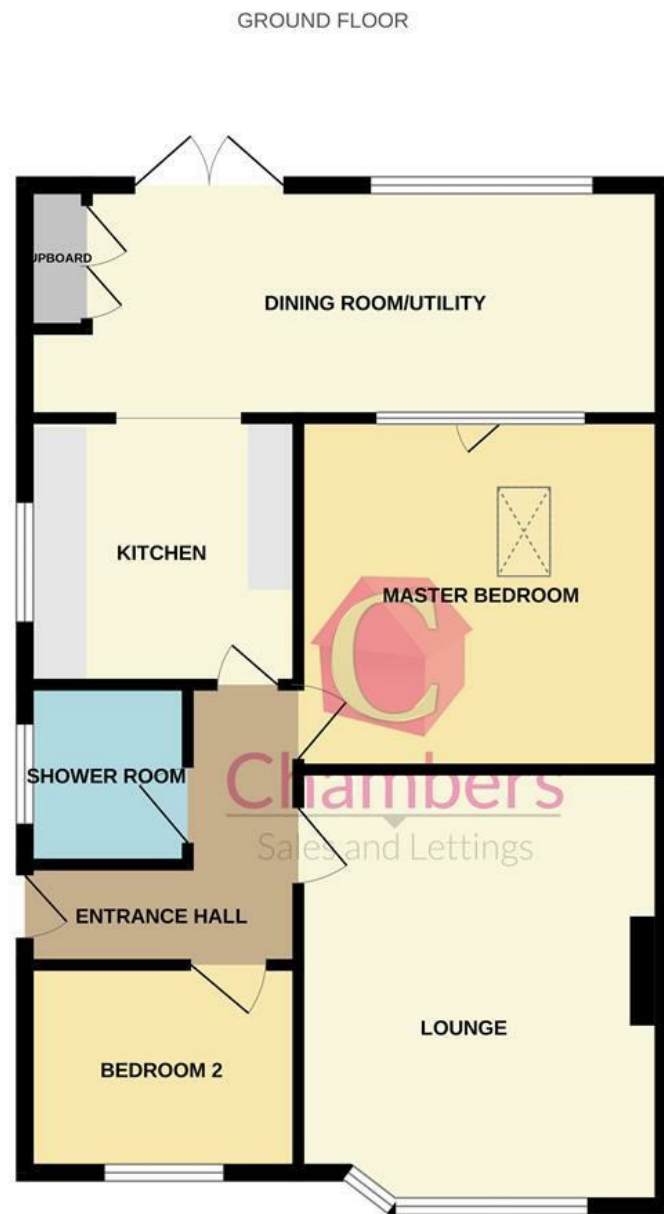 GROUND FLOOR
UPBOARD
DINING ROOM/UTILITY
KITCHEN
MASTER BEDROOM
C
Chambers
SHOWER ROOM
Sales and Lettings
ENTRANCE HALL
LOUNGE
BEDROOM 2